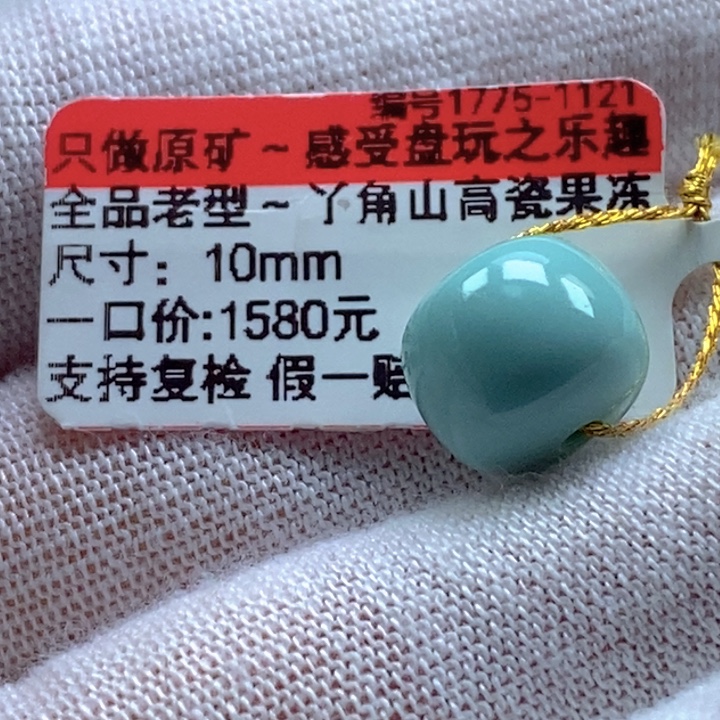 编号1775-1121
只做原矿~感受盘玩之乐趣
全品老型~丫角山高瓷果冻
尺寸：10mm
一口价:1580元
支持复检 假一赔